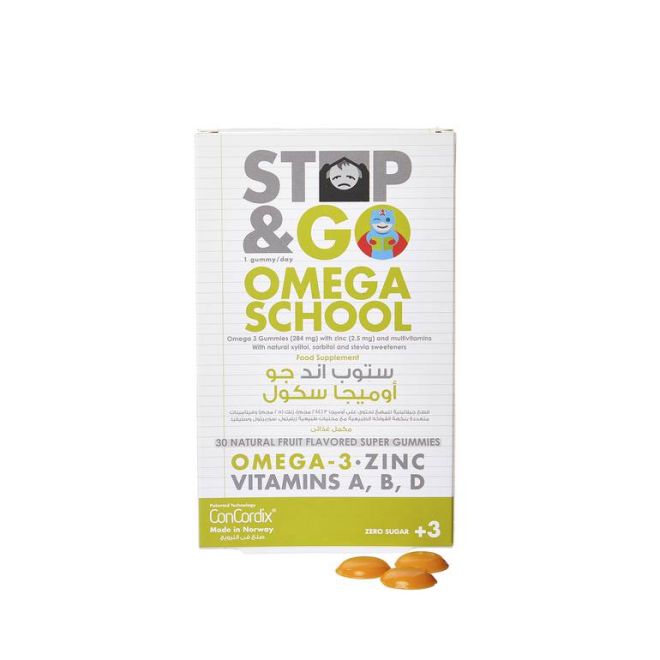 STOP
&GO
1 gummy/day
OMEGA
SCHOOL
Omega 3 Gummies (284 mg) with zinc (2.5 mg) and multivitamins
With natural xylitol, sorbitol and stevia sweeteners
Food Supplement
ستوب اند جو
أوميجا سكول
مكمل غذائى
30 NATURAL FRUIT FLAVORED SUPER GUMMIES
OMEGA-3·ZINC
VITAMINS A, B, D
Patented Technology
ConCordix®
Made in Norway
صنع فى النرويج
ZERO SUGAR +3